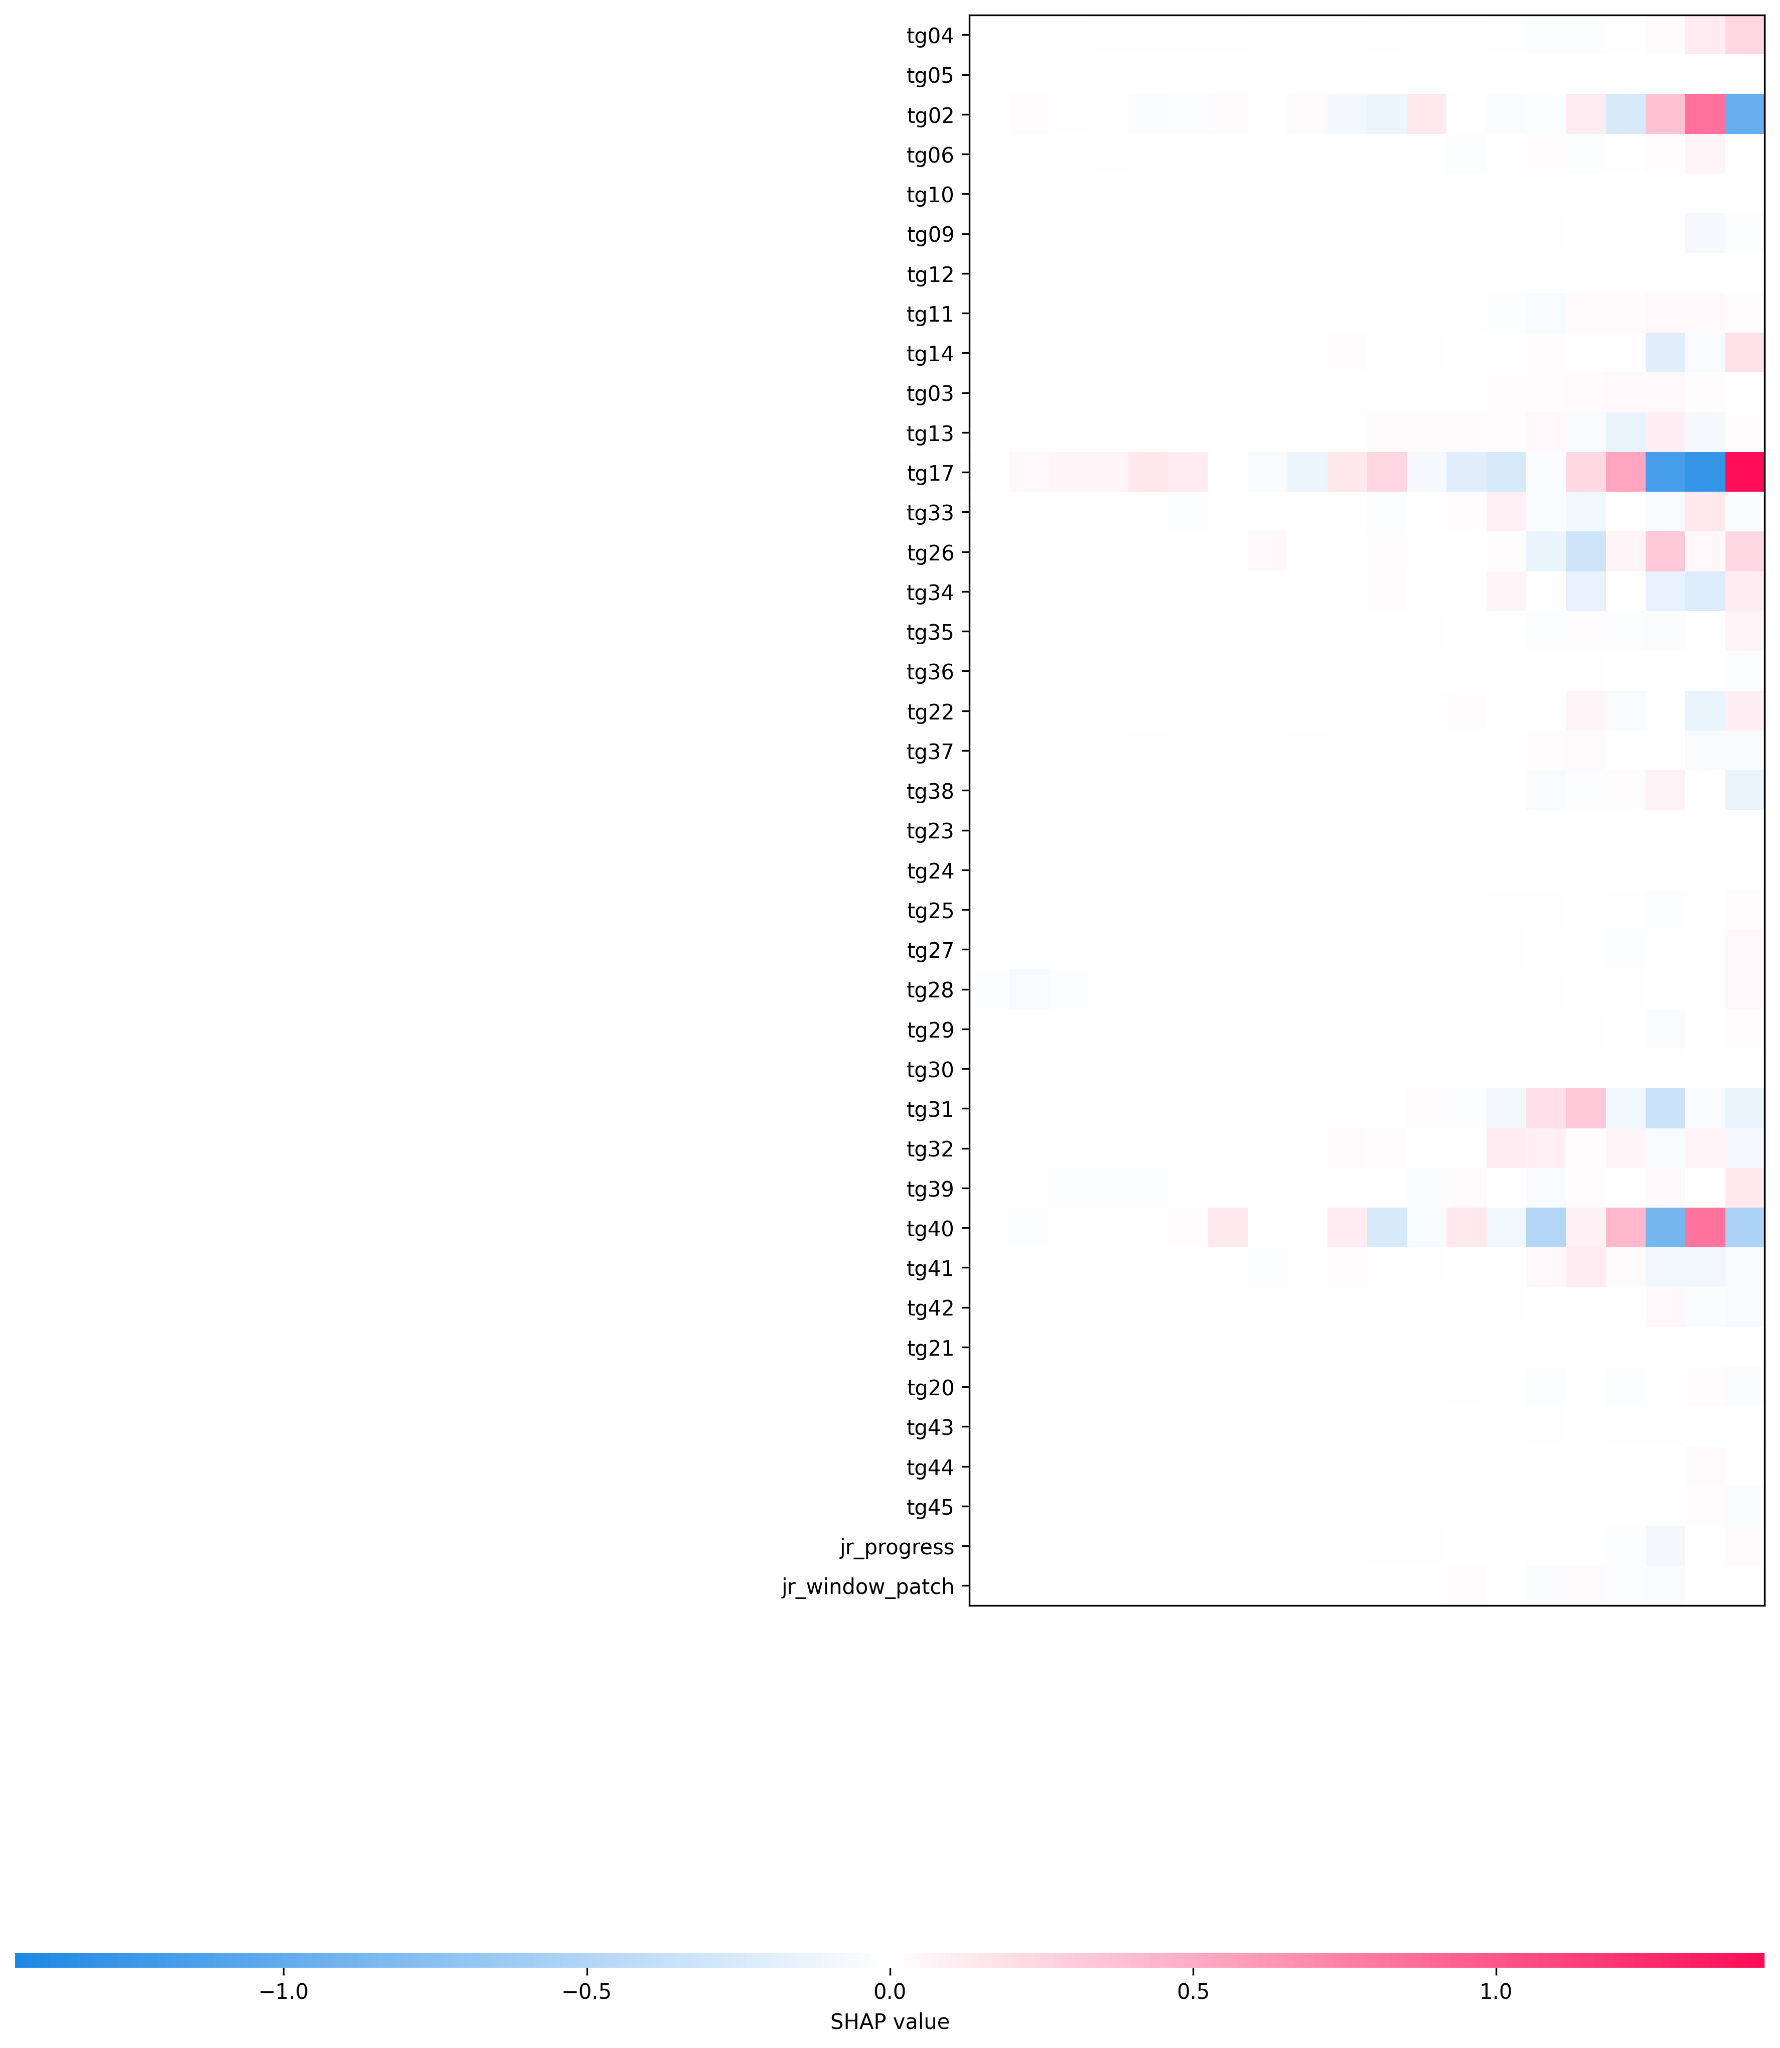 tg04
tg05
tg02
tg06
tg10
tg09
tg12
tg11
tg14
tg03
tg13
tg17
tg33
tg26
tg34
tg35
tg36
tg22
tg37
tg38
tg23
tg24
tg25
tg27
tg28
tg29
tg30
tg31
tg32
tg39
tg40
tg41
tg42
tg21
tg20
tg43
tg44
tg45
jr_progress
jr_window_patch
−1.0 −0.5 0.0 0.5 1.0
SHAP value